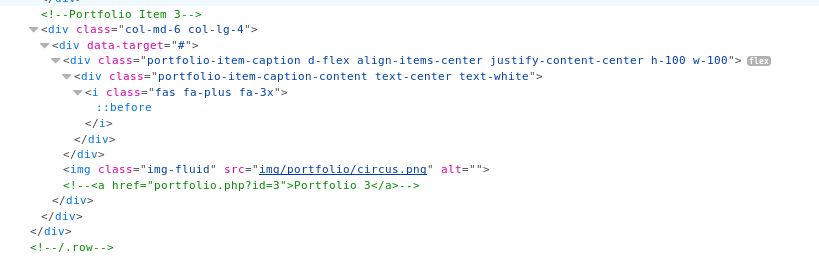 <!--Portfolio Item 3-->
<div class="col-md-6 col-lg-4">
<div data-target="#">
<div class="portfolio-item-caption d-flex align-items-center justify-content-center h-100 w-100"> flex
<div class="portfolio-item-caption-content text-center text-white">
<i class="fas fa-plus fa-3x">
::before
</i>
</div>
</div>
<img class="img-fluid" src="img/portfolio/circus.png" alt="">
<!--<a href="portfolio.php?id=3">Portfolio 3</a>-->
</div>
</div>
</div>
<!--/.row-->